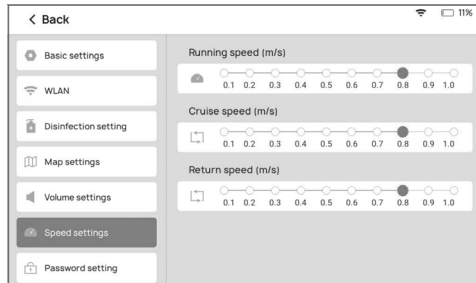 Back
11%
Basic settings
WLAN
Disinfection setting
Map settings
Volume settings
Speed settings
Password setting
Running speed (m/s)
0.1 0.2 0.3 0.4 0.5 0.6 0.7 0.8 0.9 1.0
Cruise speed (m/s)
0.1 0.2 0.3 0.4 0.5 0.6 0.7 0.8 0.9 1.0
Return speed (m/s)
0.1 0.2 0.3 0.4 0.5 0.6 0.7 0.8 0.9 1.0